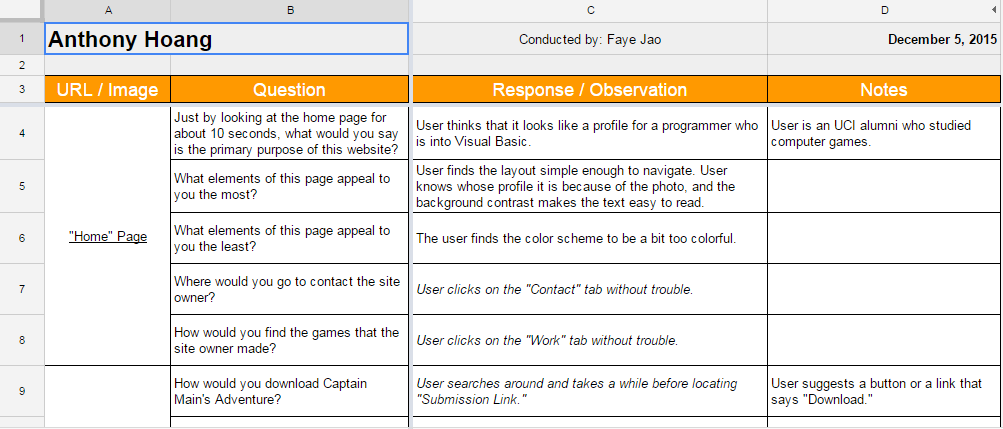 A B C D
1 Anthony Hoang Conducted by: Faye Jao December 5, 2015
2
3 URL / Image Question Response / Observation Notes
4
Just by looking at the home page for
about 10 seconds, what would you say
is the primary purpose of this website?
User thinks that it looks like a profile for a programmer who
is into Visual Basic.
User is an UCI alumni who studied
computer games.
5
What elements of this page appeal to
you the most?
User finds the layout simple enough to navigate. User
knows whose profile it is because of the photo, and the
background contrast makes the text easy to read.
6
"Home" Page
What elements of this page appeal to
you the least?
The user finds the color scheme to be a bit too colorful.
7
Where would you go to contact the site
owner?
User clicks on the "Contact" tab without trouble.
8
How would you find the games that the
site owner made?
User clicks on the "Work" tab without trouble.
9
How would you download Captain
Main's Adventure?
User searches around and takes a while before locating
"Submission Link."
User suggests a button or a link that
says "Download."